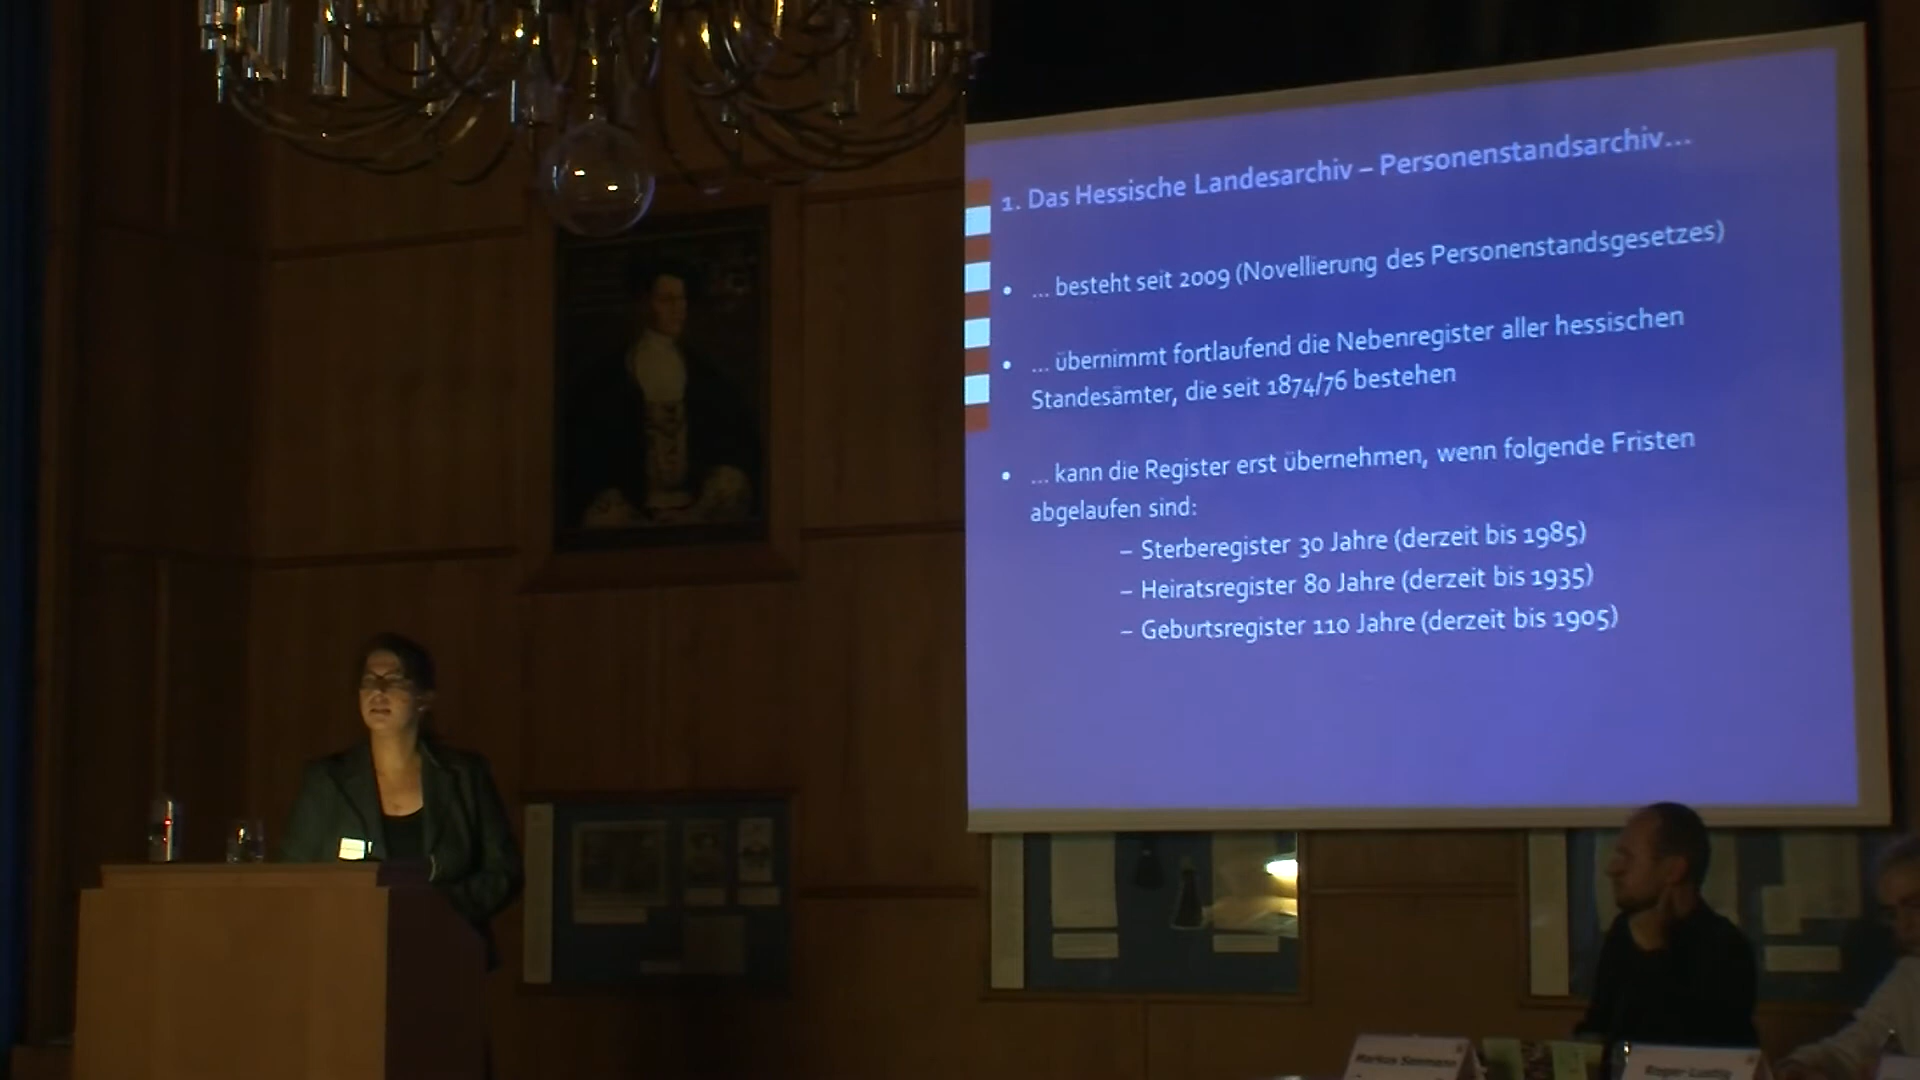 1. Das Hessische Landesarchiv – Personenstandsarchiv...
• ... besteht seit 2009 (Novellierung des Personenstandsgesetzes)
• ... übernimmt fortlaufend die Nebenregister aller hessischen
Standesämter, die seit 1874/76 bestehen
• ... kann die Register erst übernehmen, wenn folgende Fristen
abgelaufen sind:
– Sterberegister 30 Jahre (derzeit bis 1985)
– Heiratsregister 80 Jahre (derzeit bis 1935)
– Geburtsregister 110 Jahre (derzeit bis 1905)
Markus